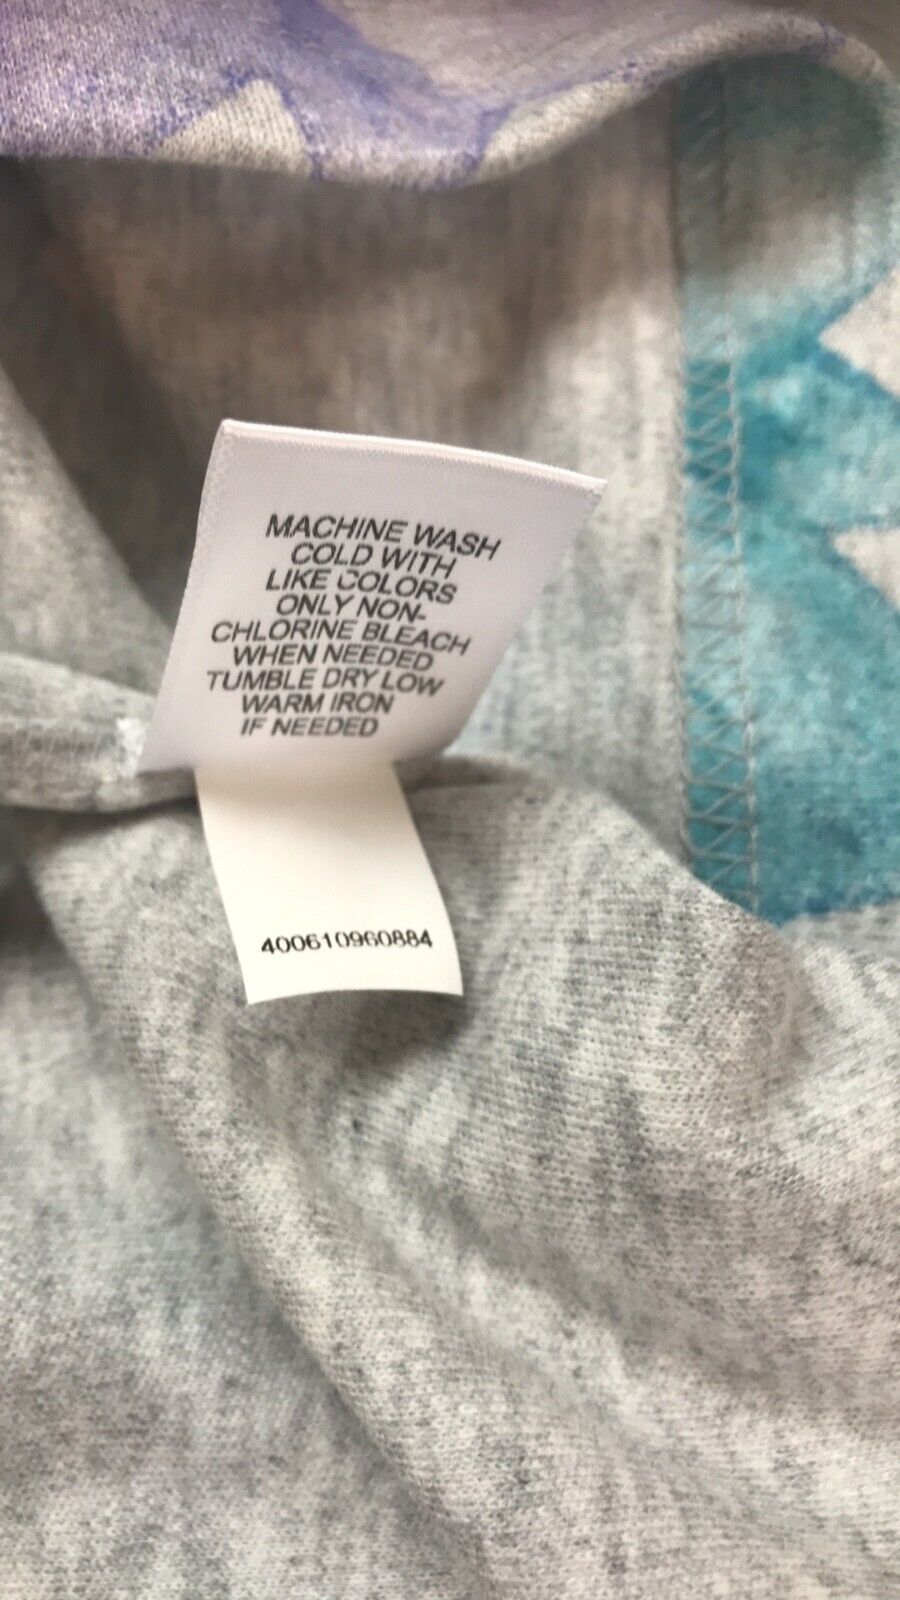 MACHINE WASH
COLD WITH
LIKE COLORS
ONLY NON-
CHLORINE BLEACH
WHEN NEEDED
TUMBLE DRY LOW
WARM IRON
IF NEEDED
400610960884